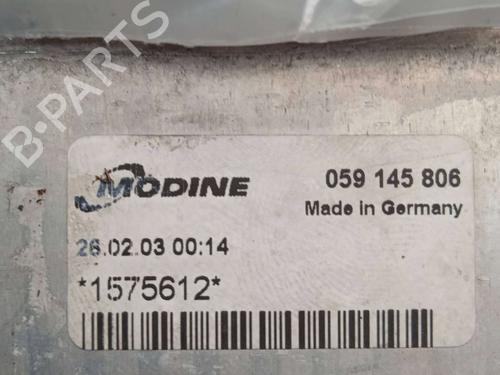 B-PARTS
MODINE
059 145 806
Made in Germany
26.02.03 00:14
*1575612*